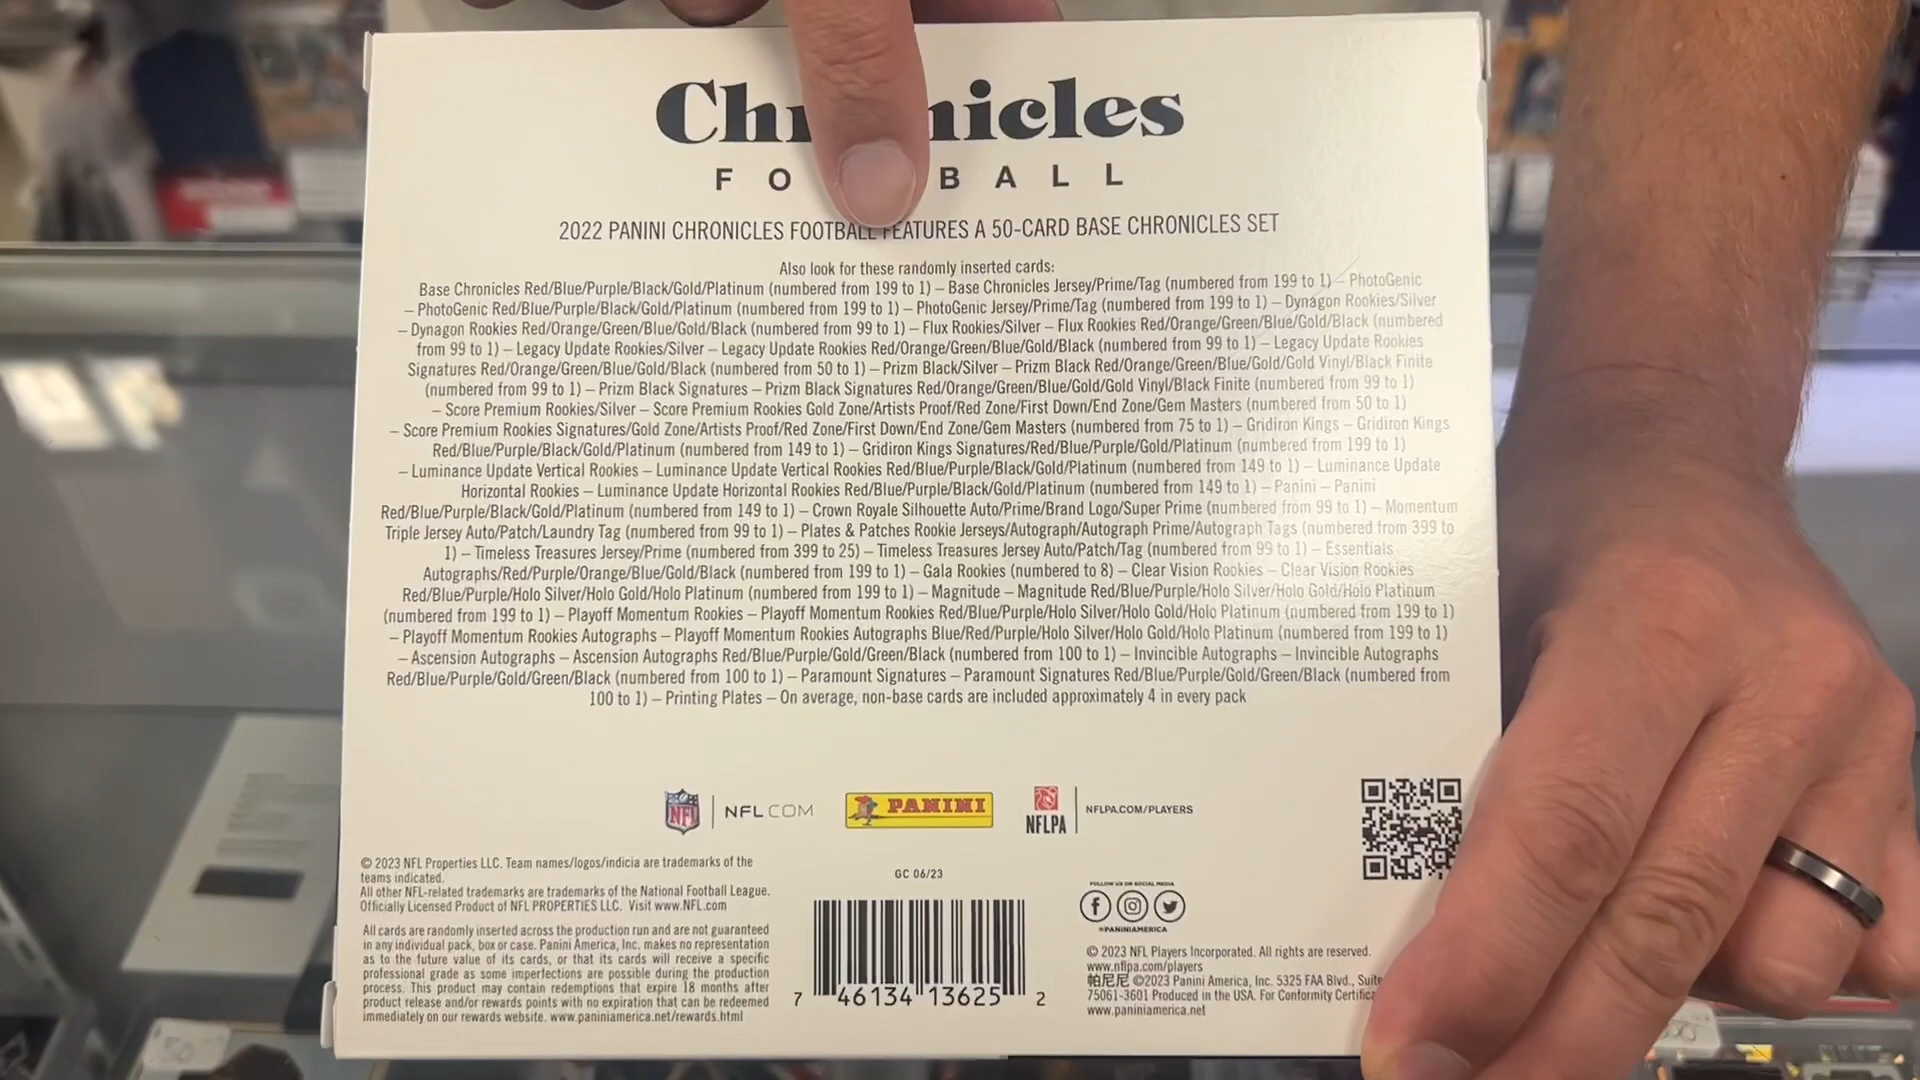 Chr nicles
FO BALL
2022 PANINI CHRONICLES FOOTBALL FEATURES A 50-CARD BASE CHRONICLES SET
Also look for these randomly inserted cards:
Base Chronicles Red/Blue/Purple/Black/Gold/Platinum (numbered from 199 to 1) – Base Chronicles Jersey/Prime/Tag (numbered from 199 to 1) – PhotoGenic
– PhotoGenic Red/Blue/Purple/Black/Gold/Platinum (numbered from 199 to 1) – PhotoGenic Jersey/Prime/Tag (numbered from 199 to 1) – Dynagon Rookies/Silver
– Dynagon Rookies Red/Orange/Green/Blue/Gold/Black (numbered from 99 to 1) – Flux Rookies/Silver – Flux Rookies Red/Orange/Green/Blue/Gold/Black (numbered
from 99 to 1) – Legacy Update Rookies/Silver – Legacy Update Rookies Red/Orange/Green/Blue/Gold/Black (numbered from 99 to 1) – Legacy Update Rookies
Signatures Red/Orange/Green/Blue/Gold/Black (numbered from 50 to 1) – Prizm Black/Silver – Prizm Black Red/Orange/Green/Blue/Gold/Gold Vinyl/Black Finite
(numbered from 99 to 1) – Prizm Black Signatures – Prizm Black Signatures Red/Orange/Green/Blue/Gold/Gold Vinyl/Black Finite (numbered from 99 to 1)
– Score Premium Rookies/Silver – Score Premium Rookies Gold Zone/Artists Proof/Red Zone/First Down/End Zone/Gem Masters (numbered from 50 to 1)
– Score Premium Rookies Signatures/Gold Zone/Artists Proof/Red Zone/First Down/End Zone/Gem Masters (numbered from 75 to 1) – Gridiron Kings – Gridiron Kings
Red/Blue/Purple/Black/Gold/Platinum (numbered from 149 to 1) – Gridiron Kings Signatures/Red/Blue/Purple/Gold/Platinum (numbered from 199 to 1)
– Luminance Update Vertical Rookies – Luminance Update Vertical Rookies Red/Blue/Purple/Black/Gold/Platinum (numbered from 149 to 1) – Luminance Update
Horizontal Rookies – Luminance Update Horizontal Rookies Red/Blue/Purple/Black/Gold/Platinum (numbered from 149 to 1) – Panini – Panini
Red/Blue/Purple/Black/Gold/Platinum (numbered from 149 to 1) – Crown Royale Silhouette Auto/Prime/Brand Logo/Super Prime (numbered from 99 to 1) – Momentum
Triple Jersey Auto/Patch/Laundry Tag (numbered from 99 to 1) – Plates & Patches Rookie Jerseys/Autograph/Autograph Prime/Autograph Tags (numbered from 399 to
1) – Timeless Treasures Jersey/Prime (numbered from 399 to 25) – Timeless Treasures Jersey Auto/Patch/Tag (numbered from 99 to 1) – Essentials
Autographs/Red/Purple/Orange/Blue/Gold/Black (numbered from 199 to 1) – Gala Rookies (numbered to 8) – Clear Vision Rookies – Clear Vision Rookies
Red/Blue/Purple/Holo Silver/Holo Gold/Holo Platinum (numbered from 199 to 1) – Magnitude – Magnitude Red/Blue/Purple/Holo Silver/Holo Gold/Holo Platinum
(numbered from 199 to 1) – Playoff Momentum Rookies – Playoff Momentum Rookies Red/Blue/Purple/Holo Silver/Holo Gold/Holo Platinum (numbered from 199 to 1)
– Playoff Momentum Rookies Autographs – Playoff Momentum Rookies Autographs Blue/Red/Purple/Holo Silver/Holo Gold/Holo Platinum (numbered from 199 to 1)
– Ascension Autographs – Ascension Autographs Red/Blue/Purple/Gold/Green/Black (numbered from 100 to 1) – Invincible Autographs – Invincible Autographs
Red/Blue/Purple/Gold/Green/Black (numbered from 100 to 1) – Paramount Signatures – Paramount Signatures Red/Blue/Purple/Gold/Green/Black (numbered from
100 to 1) – Printing Plates – On average, non-base cards are included approximately 4 in every pack
NFL NFL.COM PANINI NFLPA NFLPA.COM/PLAYERS
© 2023 NFL Properties LLC. Team names/logos/indicia are trademarks of the
teams indicated.
All other NFL-related trademarks are trademarks of the National Football League.
Officially Licensed Product of NFL PROPERTIES LLC. Visit www.NFL.com
All cards are randomly inserted across the production run and are not guaranteed
in any individual pack, box or case. Panini America, Inc. makes no representation
as to the future value of its cards, or that its cards will receive a specific
professional grade as some imperfections are possible during the production
process. This product may contain redemptions that expire 18 months after
product release and/or rewards points with no expiration that can be redeemed
immediately on our rewards website. www.paniniamerica.net/rewards.html
GC 06/23
7 46134 13625 2
FOLLOW US ON SOCIAL MEDIA
#PANINIAMERICA
© 2023 NFL Players Incorporated. All rights are reserved.
www.nflpa.com/players
帕尼尼 ©2023 Panini America, Inc. 5325 FAA Blvd., Suite
75061-3601 Produced in the USA. For Conformity Certifica
www.paniniamerica.net